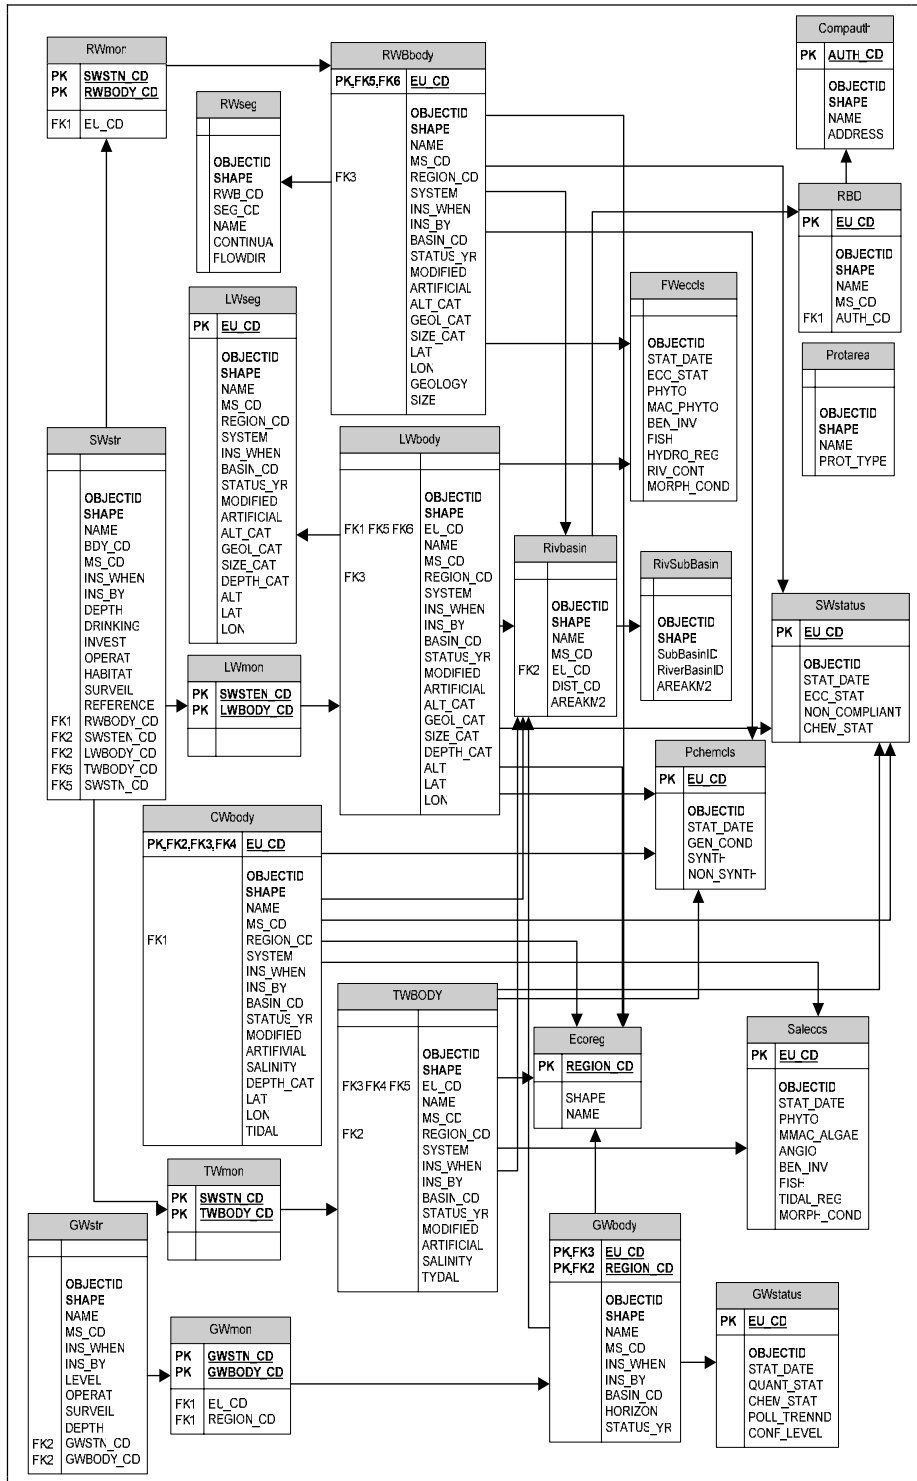 RWmon
PK SWSTN_CD
PK RWBODY_CD
FK1 EU_CD
RWBbody
PK,FK5,FK6 EU_CD
OBJECTID
SHAPE
NAME
MS_CD
FK3 REGION_CD
SYSTEM
INS_WHEN
INS_BY
BASIN_CD
STATUS_YR
MODIFIED
ARTIFICIAL
ALT_CAT
GEOL_CAT
SIZE_CAT
LAT
LON
GEOLOGY
SIZE
Compauth
PK AUTH_CD
OBJECTID
SHAPE
NAME
ADDRESS
RWseg
OBJECTID
SHAPE
RWB_CD
SEG_CD
NAME
CONTINUA
FLOWDIR
RBD
PK EU_CD
OBJECTID
SHAPE
NAME
MS_CD
FK1 AUTH_CD
LWseg
PK EU_CD
OBJECTID
SHAPE
NAME
MS_CD
REGION_CD
SYSTEM
INS_WHEN
BASIN_CD
STATUS_YR
MODIFIED
ARTIFICIAL
ALT_CAT
GEOL_CAT
SIZE_CAT
DEPTH_CAT
ALT
LAT
LON
FWeccls
OBJECTID
STAT_DATE
ECC_STAT
PHYTO
MAC_PHYTO
BEN_INV
FISH
HYDRO_REG
RIV_CONT
MORPH_COND
Protarea
OBJECTID
SHAPE
NAME
PROT_TYPE
SWstr
OBJECTID
SHAPE
NAME
BDY_CD
MS_CD
INS_WHEN
INS_BY
DEPTH
DRINKING
INVEST
OPERAT
HABITAT
SURVEIL
REFERENCE
FK1 RWBODY_CD
FK2 SWSTEN_CD
FK2 LWBODY_CD
FK5 TWBODY_CD
FK5 SWSTN_CD
LWbody
OBJECTID
SHAPE
FK1 FK5 FK6 EU_CD
NAME
MS_CD
FK3 REGION_CD
SYSTEM
INS_WHEN
INS_BY
BASIN_CD
STATUS_YR
MODIFIED
ARTIFICIAL
ALT_CAT
GEOL_CAT
SIZE_CAT
DEPTH_CAT
ALT
LAT
LON
Rivbasin
OBJECTID
SHAPE
NAME
MS_CD
FK2 EU_CD
DIST_CD
AREAKM2
RivSubBasin
OBJECTID
SHAPE
SubBasinID
RiverBasinID
AREAKM2
SWstatus
PK EU_CD
OBJECTID
STAT_DATE
ECC_STAT
NON_COMPLIANT
CHEM_STAT
LWmon
PK SWSTEN_CD
PK LWBODY_CD
Pchemcls
PK EU_CD
OBJECTID
STAT_DATE
GEN_COND
SYNTH
NON_SYNTH
CWbody
PK,FK2,FK3,FK4 EU_CD
OBJECTID
SHAPE
NAME
MS_CD
FK1 REGION_CD
SYSTEM
INS_WHEN
INS_BY
BASIN_CD
STATUS_YR
MODIFIED
ARTIFIVIAL
SALINITY
DEPTH_CAT
LAT
LON
TIDAL
TWBODY
OBJECTID
SHAPE
FK3 FK4 FK5 EU_CD
NAME
MS_CD
FK2 REGION_CD
SYSTEM
INS_WHEN
INS_BY
BASIN_CD
STATUS_YR
MODIFIED
ARTIFICIAL
SALINITY
TYDAL
Ecoreg
PK REGION_CD
SHAPE
NAME
Saleccs
PK EU_CD
OBJECTID
STAT_DATE
PHYTO
MMAC_ALGAE
ANGIO
BEN_INV
FISH
TIDAL_REG
MORPH_COND
TWmon
PK SWSTN_CD
PK TWBODY_CD
GWstr
OBJECTID
SHAPE
NAME
MS_CD
INS_WHEN
INS_BY
LEVEL
OPERAT
SURVEIL
DEPTH
FK2 GWSTN_CD
FK2 GWBODY_CD
GWmon
PK GWSTN_CD
PK GWBODY_CD
FK1 EU_CD
FK1 REGION_CD
GWbody
PK,FK3 EU_CD
PK,FK2 REGION_CD
OBJECTID
SHAPE
NAME
MS_CD
INS_WHEN
INS_BY
BASIN_CD
HORIZON
STATUS_YR
GWstatus
PK EU_CD
OBJECTID
STAT_DATE
QUANT_STAT
CHEM_STAT
POLL_TRENND
CONF_LEVEL